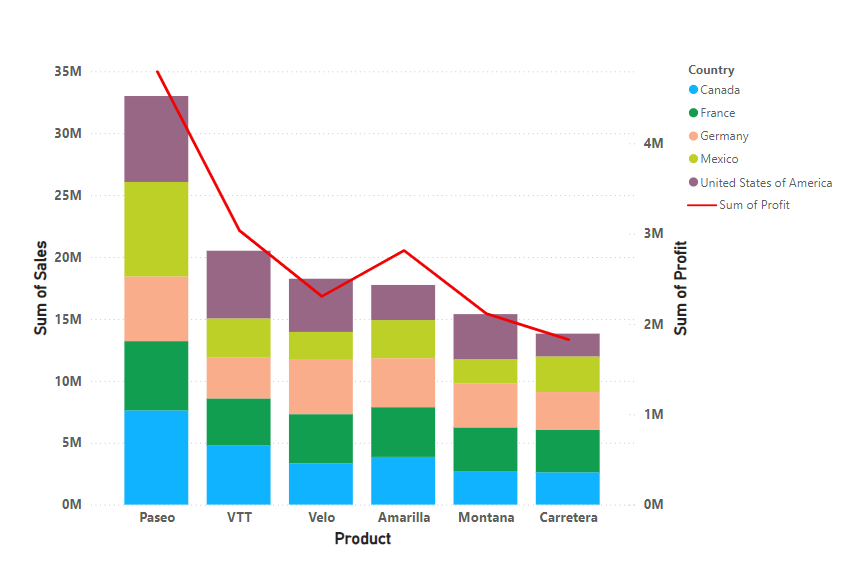 35M
30M
25M
20M
15M
10M
5M
0M
Sum of Sales
Paseo
VTT
Velo
Amarilla
Montana
Carretera
Product
4M
3M
2M
1M
0M
Sum of Profit
Country
Canada
France
Germany
Mexico
United States of America
Sum of Profit